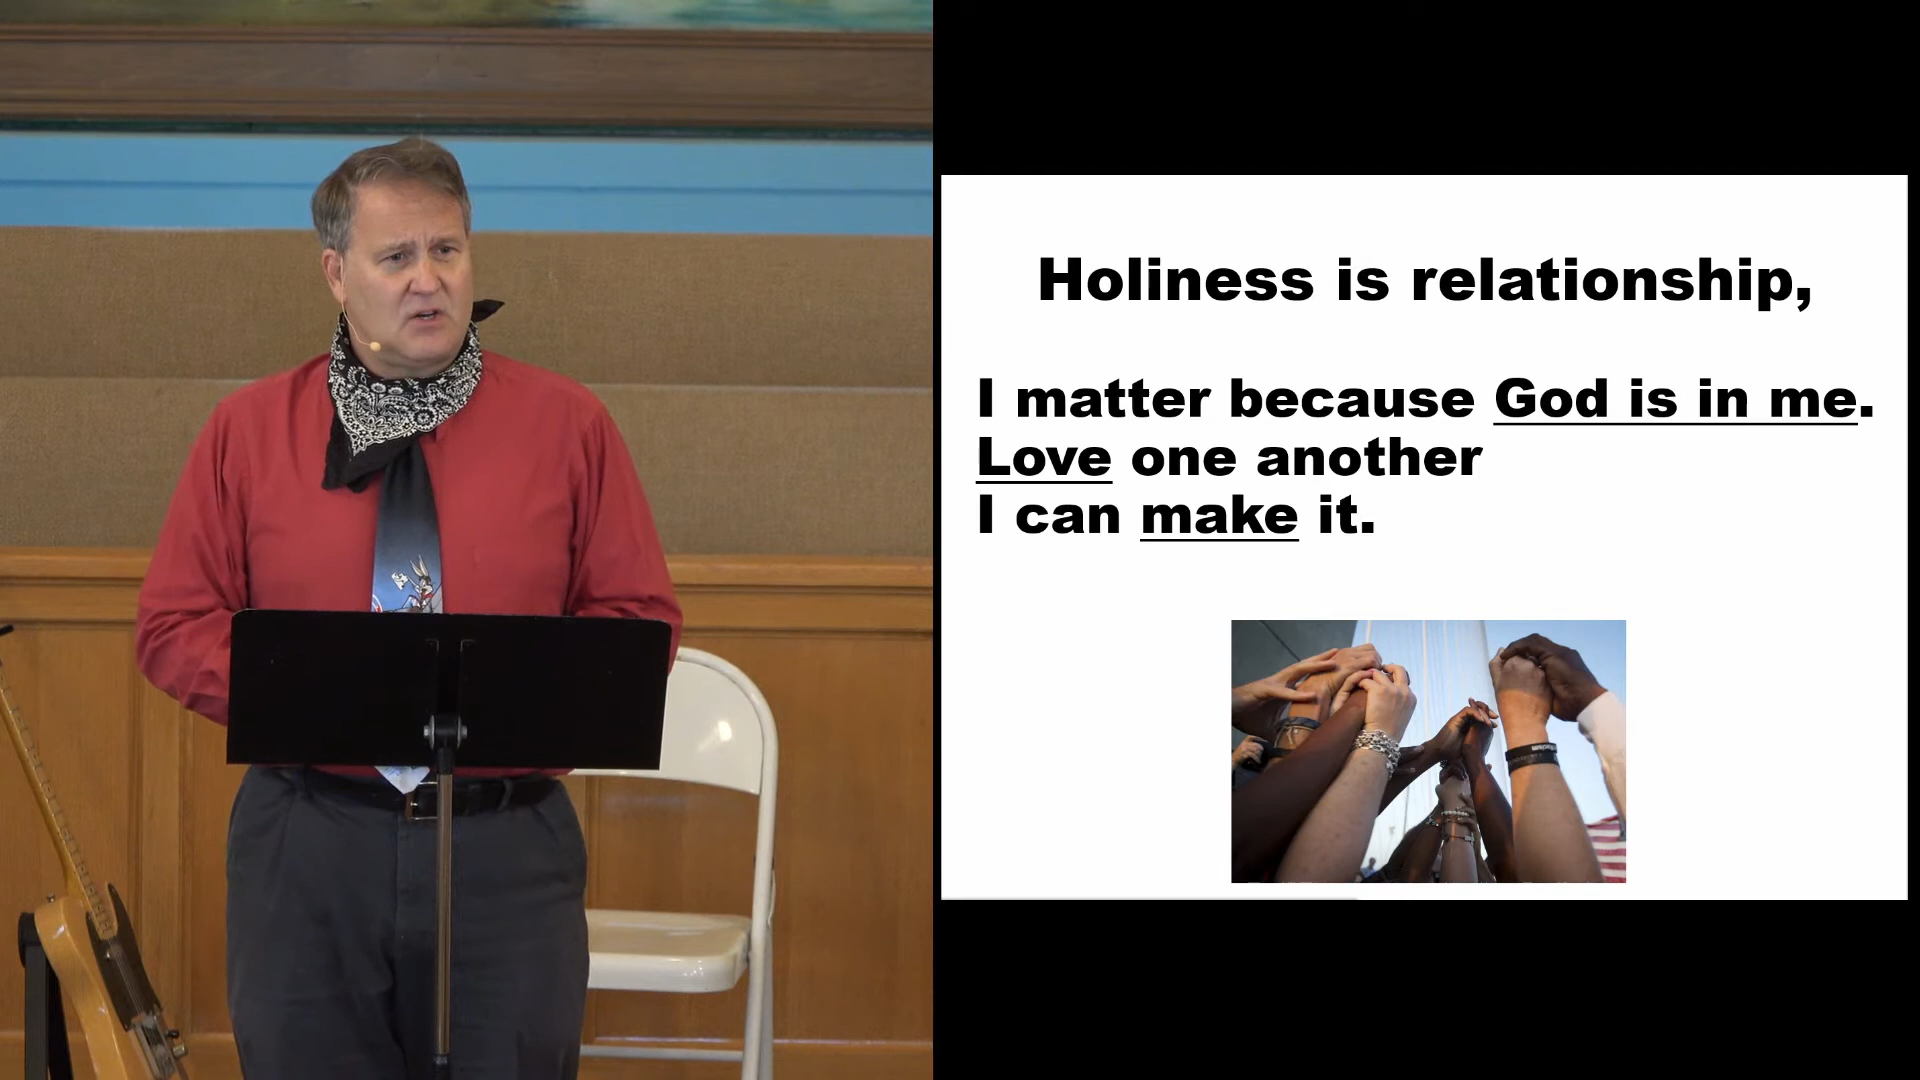 Holiness is relationship,
I matter because God is in me.
Love one another
I can make it.